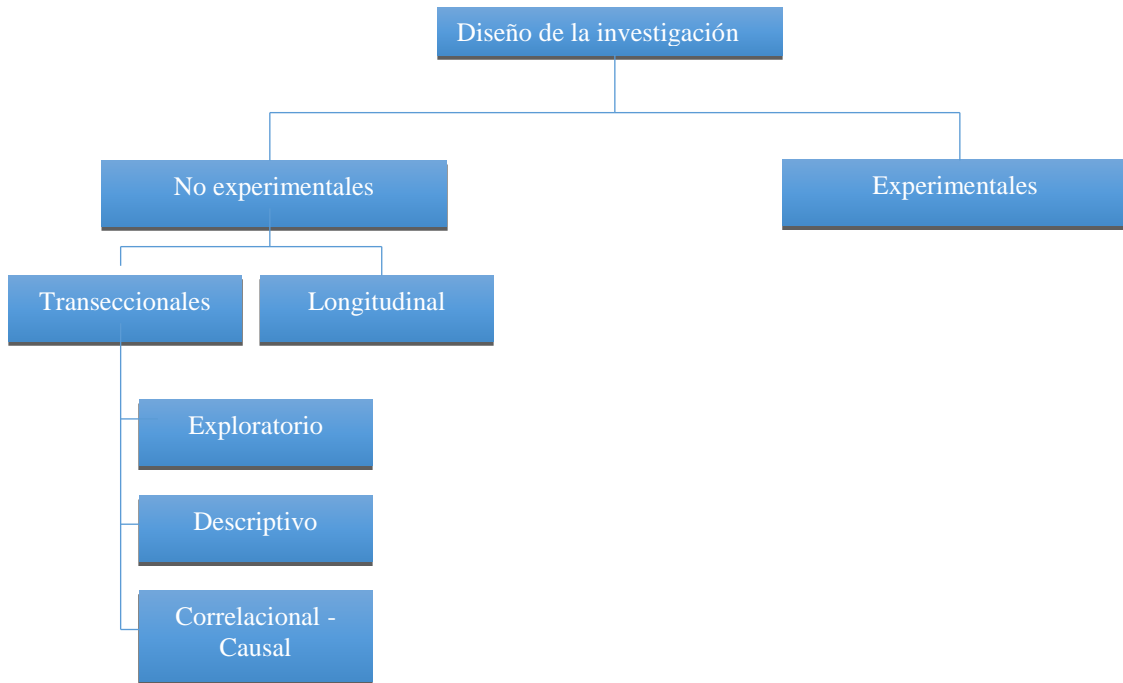 Diseño de la investigación
No experimentales
Experimentales
Transeccionales
Longitudinal
Exploratorio
Descriptivo
Correlacional -
Causal